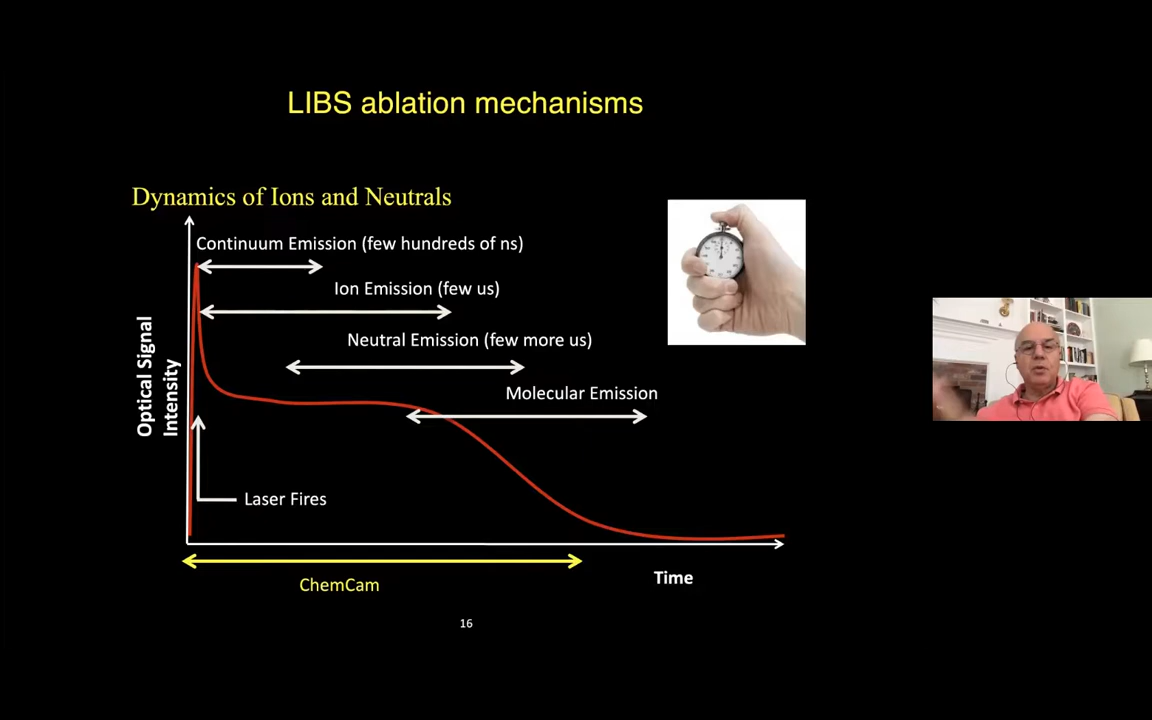 LIBS ablation mechanisms
Dynamics of Ions and Neutrals
Continuum Emission (few hundreds of ns)
Ion Emission (few us)
Neutral Emission (few more us)
Molecular Emission
Optical Signal
Intensity
Laser Fires
ChemCam
Time
16